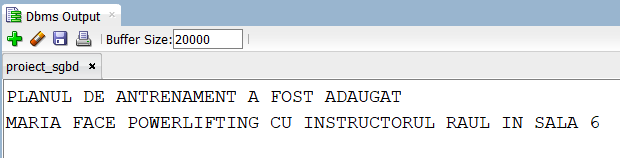 Dbms Output
Buffer Size: 20000
proiect_sgbd
PLANUL DE ANTRENAMENT A FOST ADAUGAT
MARIA FACE POWERLIFTING CU INSTRUCTORUL RAUL IN SALA 6